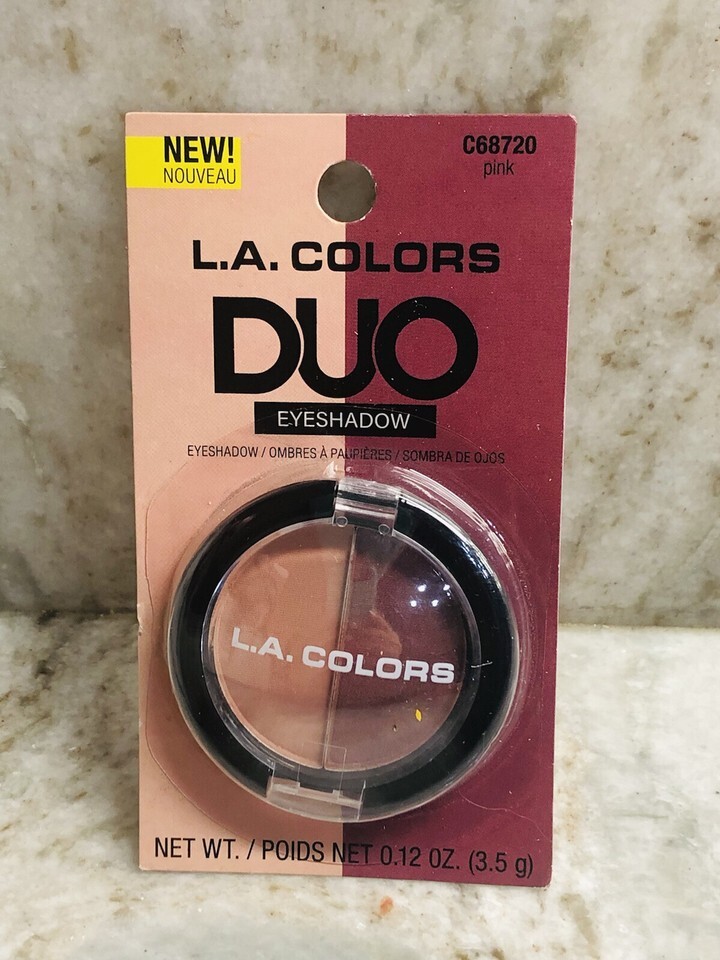 NEW!
NOUVEAU
C68720
pink
L.A. COLORS
DUO
EYESHADOW
EYESHADOW / OMBRES À PAUPIÈRES / SOMBRA DE OJOS
L.A. COLORS
NET WT. / POIDS NET 0.12 OZ. (3.5 g)